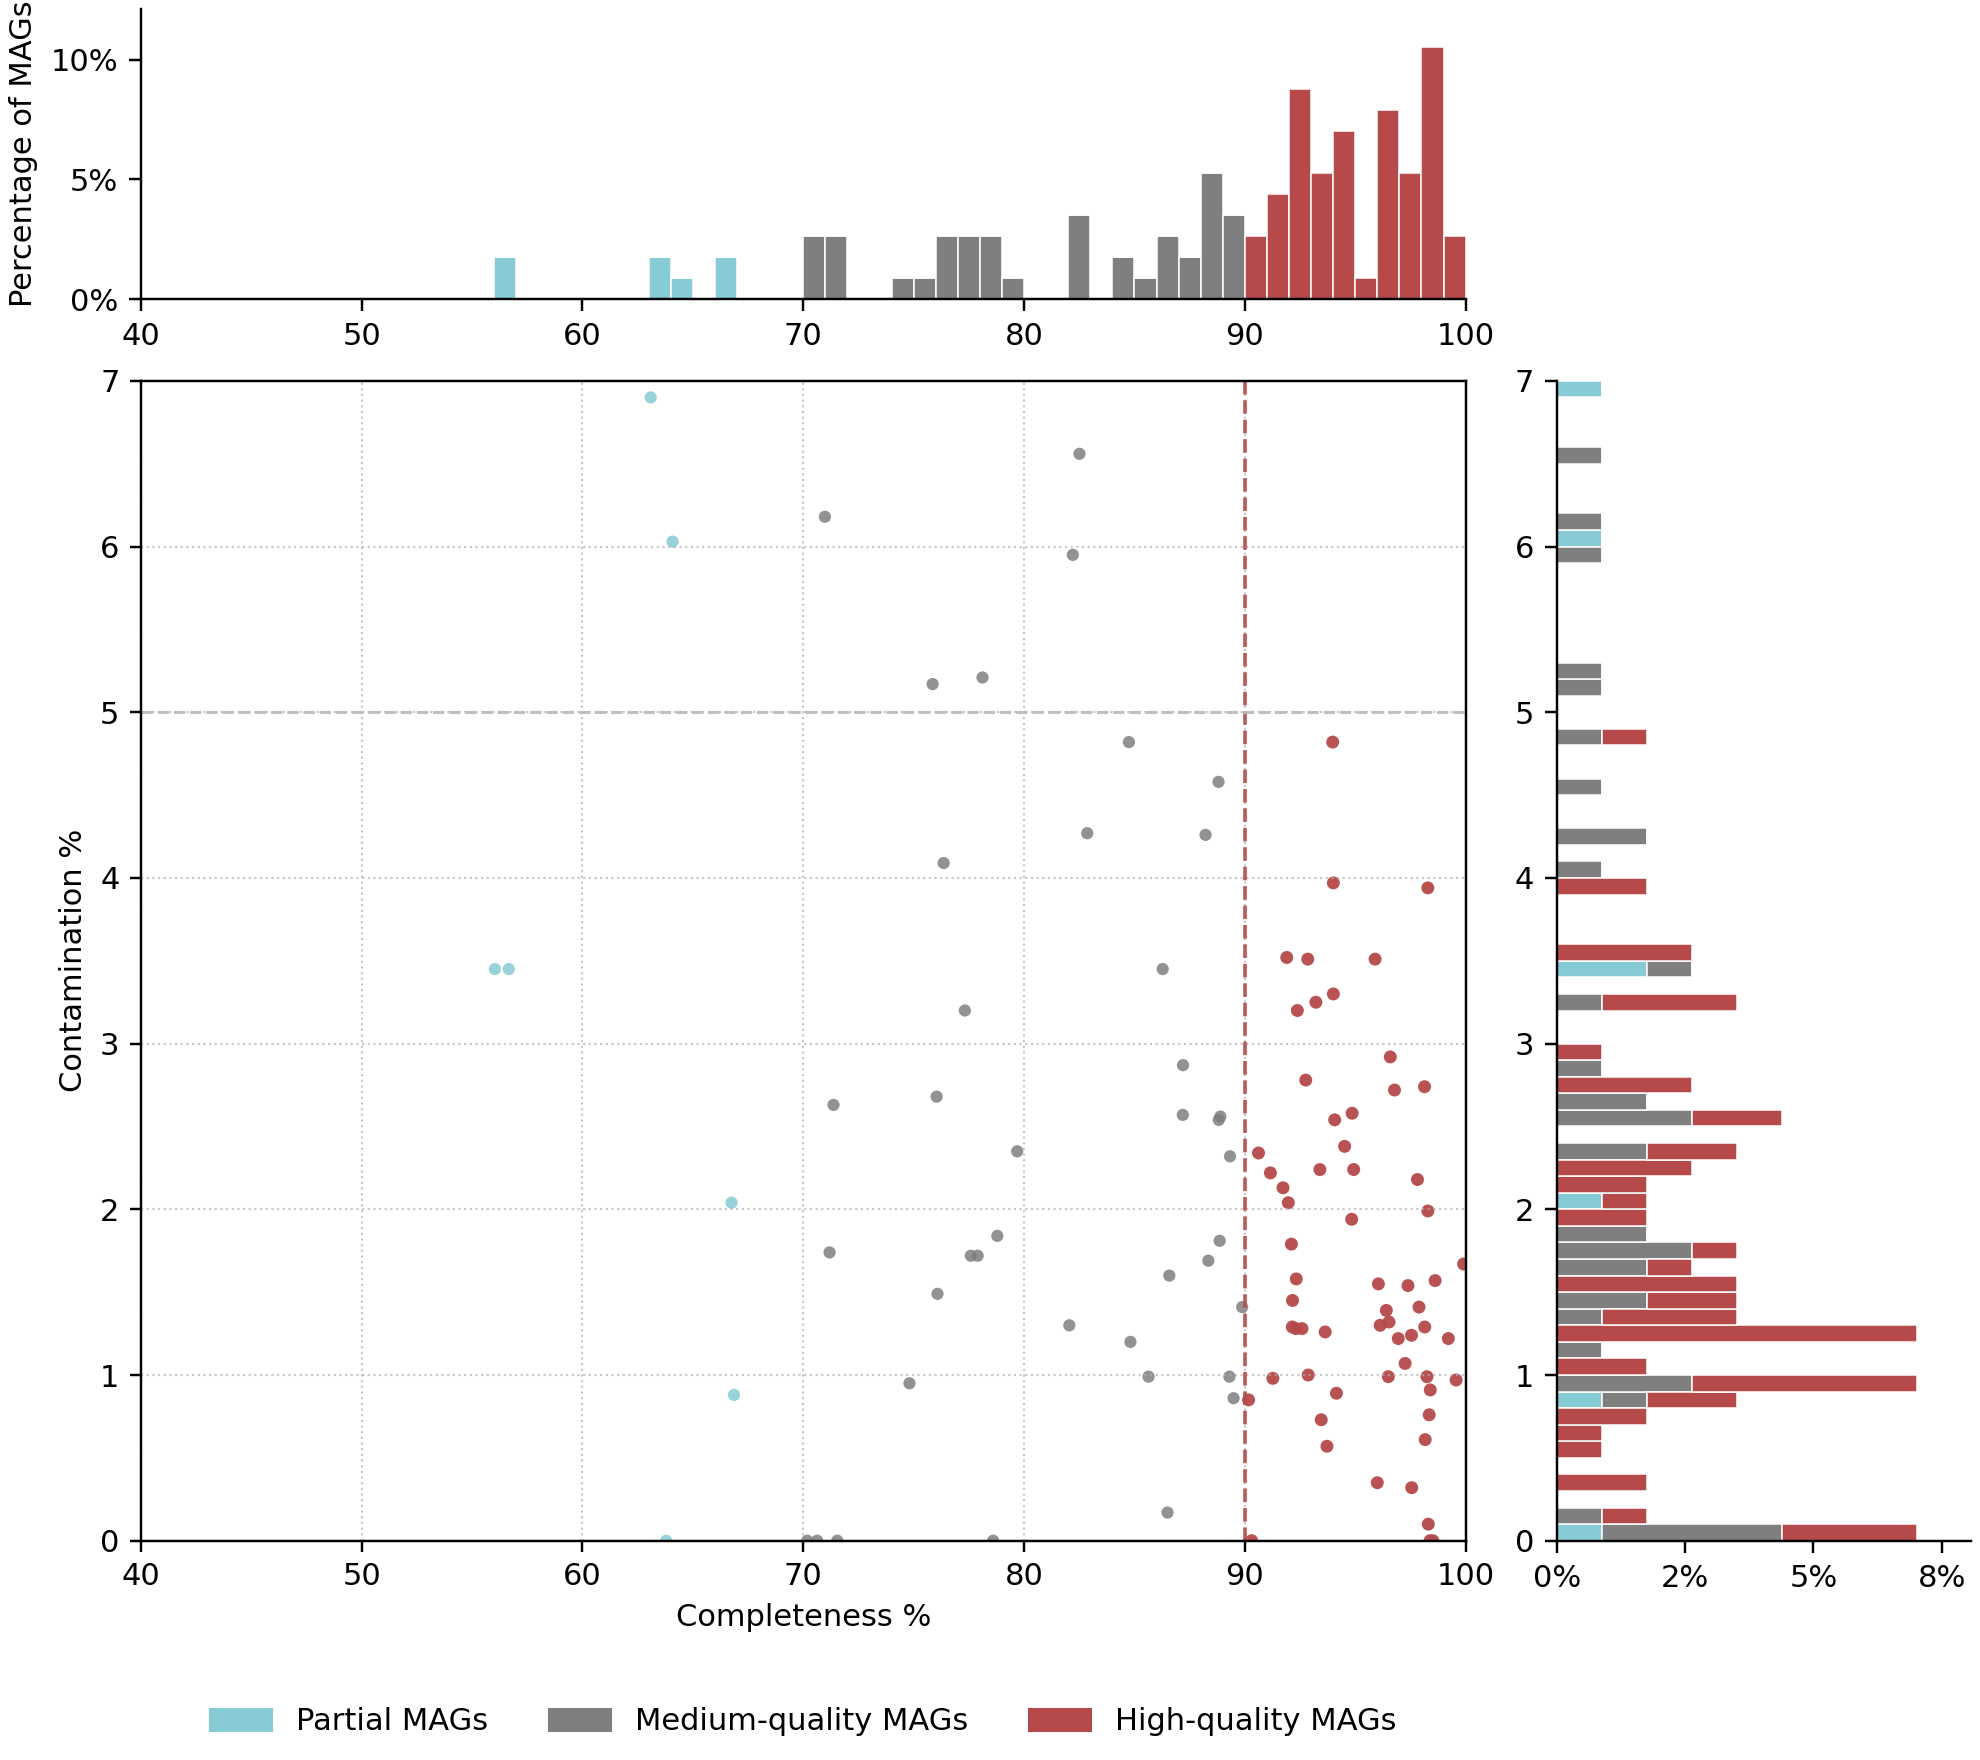 Percentage of MAGs
10%
5%
0%
40 50 60 70 80 90 100
Contamination %
7
6
5
4
3
2
1
0
40 50 60 70 80 90 100
Completeness %
7
6
5
4
3
2
1
0
0% 2% 5% 8%
Partial MAGs Medium-quality MAGs High-quality MAGs